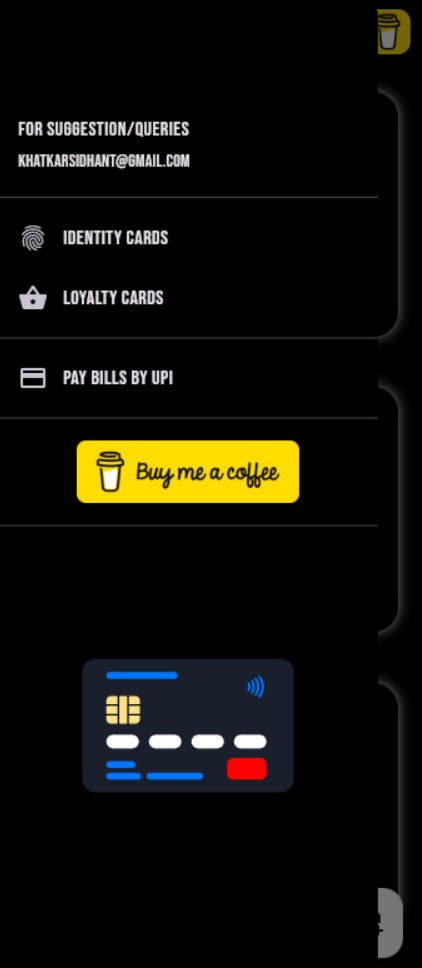 FOR SUGGESTION/QUERIES
KHATKARSIDHANT@GMAIL.COM
IDENTITY CARDS
LOYALTY CARDS
PAY BILLS BY UPI
Buy me a coffee